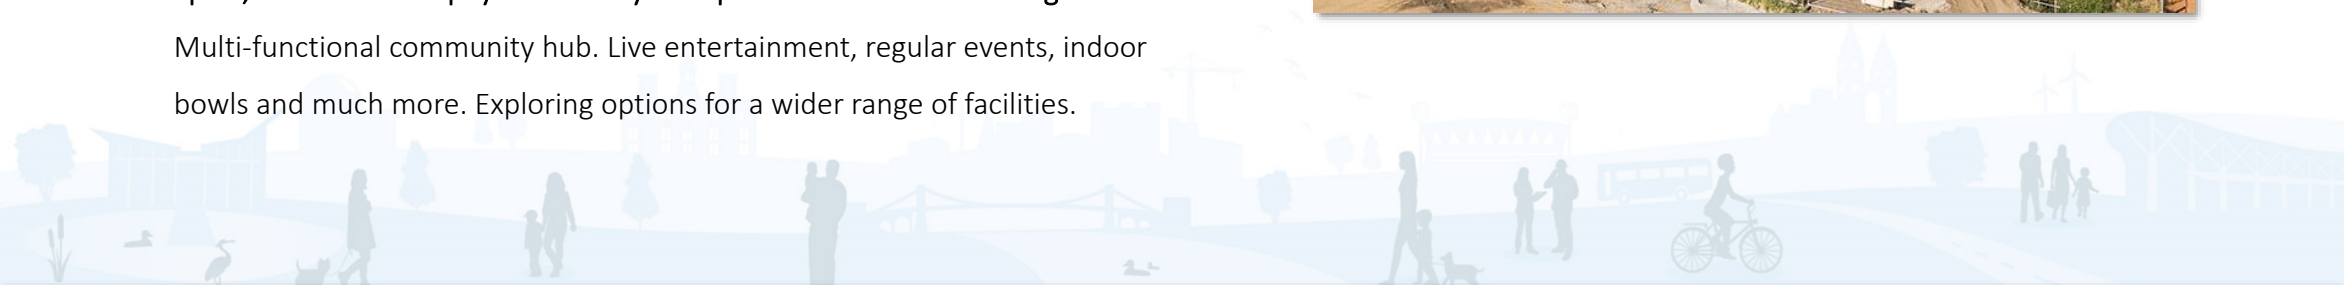 Multi-functional community hub. Live entertainment, regular events, indoor
bowls and much more. Exploring options for a wider range of facilities.